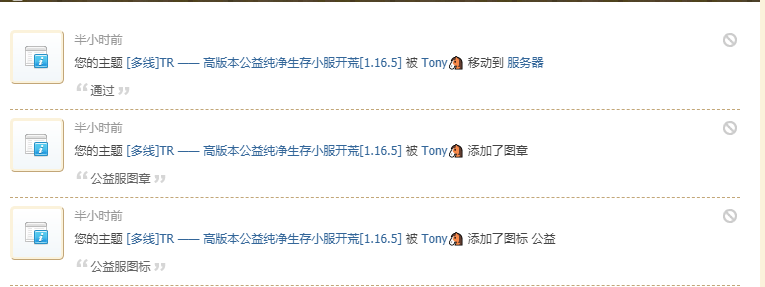 半小时前
您的主题 [多线]TR —— 高版本公益纯净生存小服开荒[1.16.5] 被 Tony 移动到 服务器
“ 通过 ”
半小时前
您的主题 [多线]TR —— 高版本公益纯净生存小服开荒[1.16.5] 被 Tony 添加了图章
“ 公益服图章 ”
半小时前
您的主题 [多线]TR —— 高版本公益纯净生存小服开荒[1.16.5] 被 Tony 添加了图标 公益
“ 公益服图标 ”